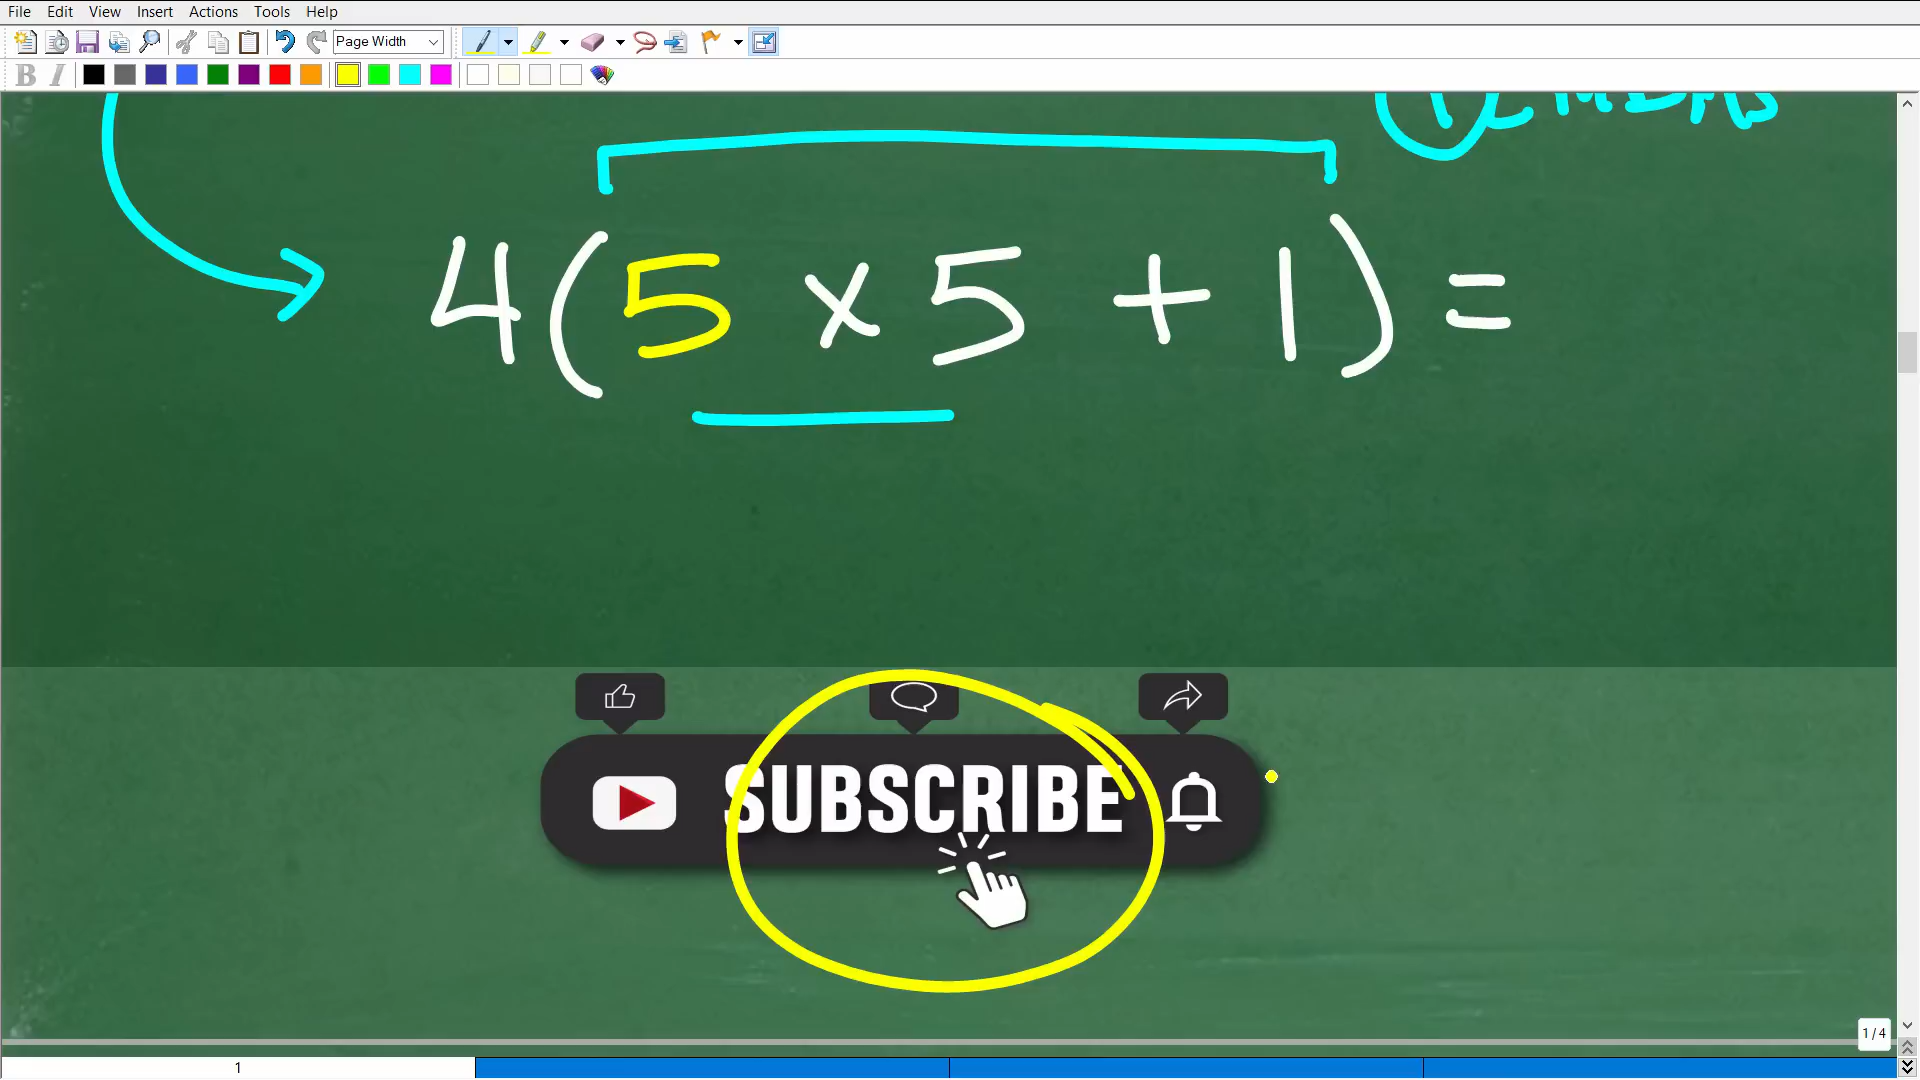 File Edit View Insert Actions Tools Help
Page Width
B I
4(5 x 5 + 1) =
SUBSCRIBE
1 / 4
1